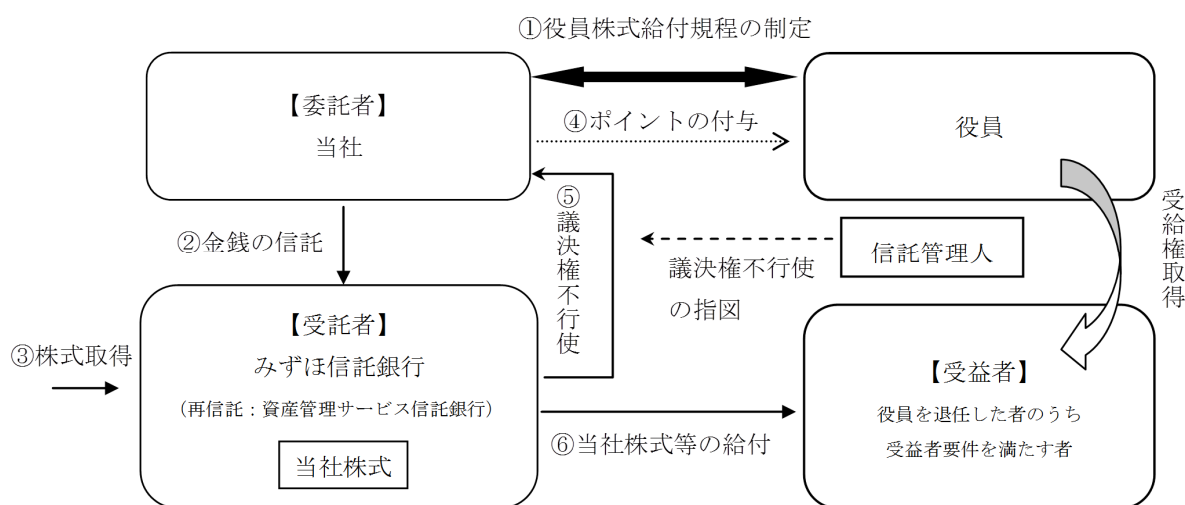 ①役員株式給付規程の制定
【委託者】
当社
④ポイントの付与
役員
②金銭の信託
⑤議決権不行使
議決権不行使
の指図
信託管理人
受給権取得
③株式取得
【受託者】
みずほ信託銀行
（再信託：資産管理サービス信託銀行）
当社株式
⑥当社株式等の給付
【受益者】
役員を退任した者のうち
受益者要件を満たす者